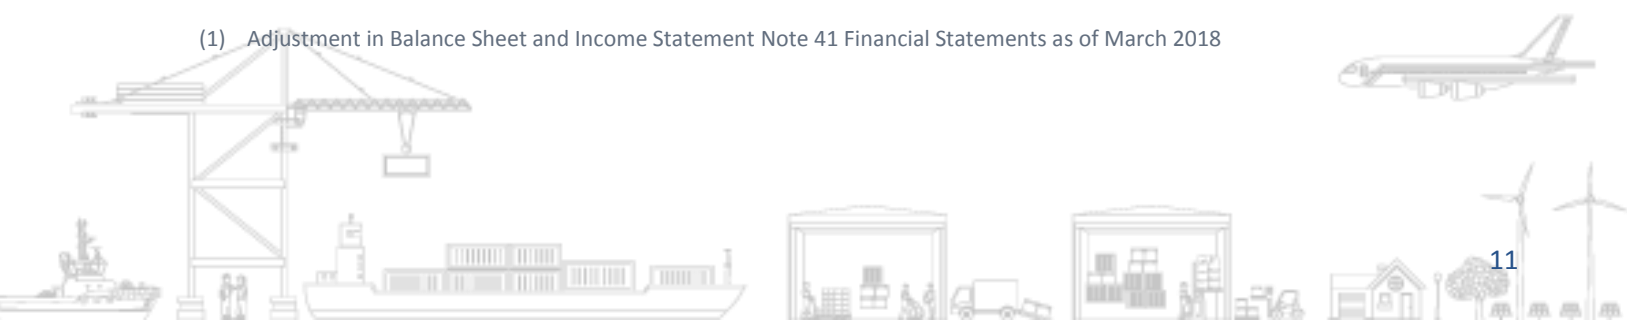 (1) Adjustment in Balance Sheet and Income Statement Note 41 Financial Statements as of March 2018
11